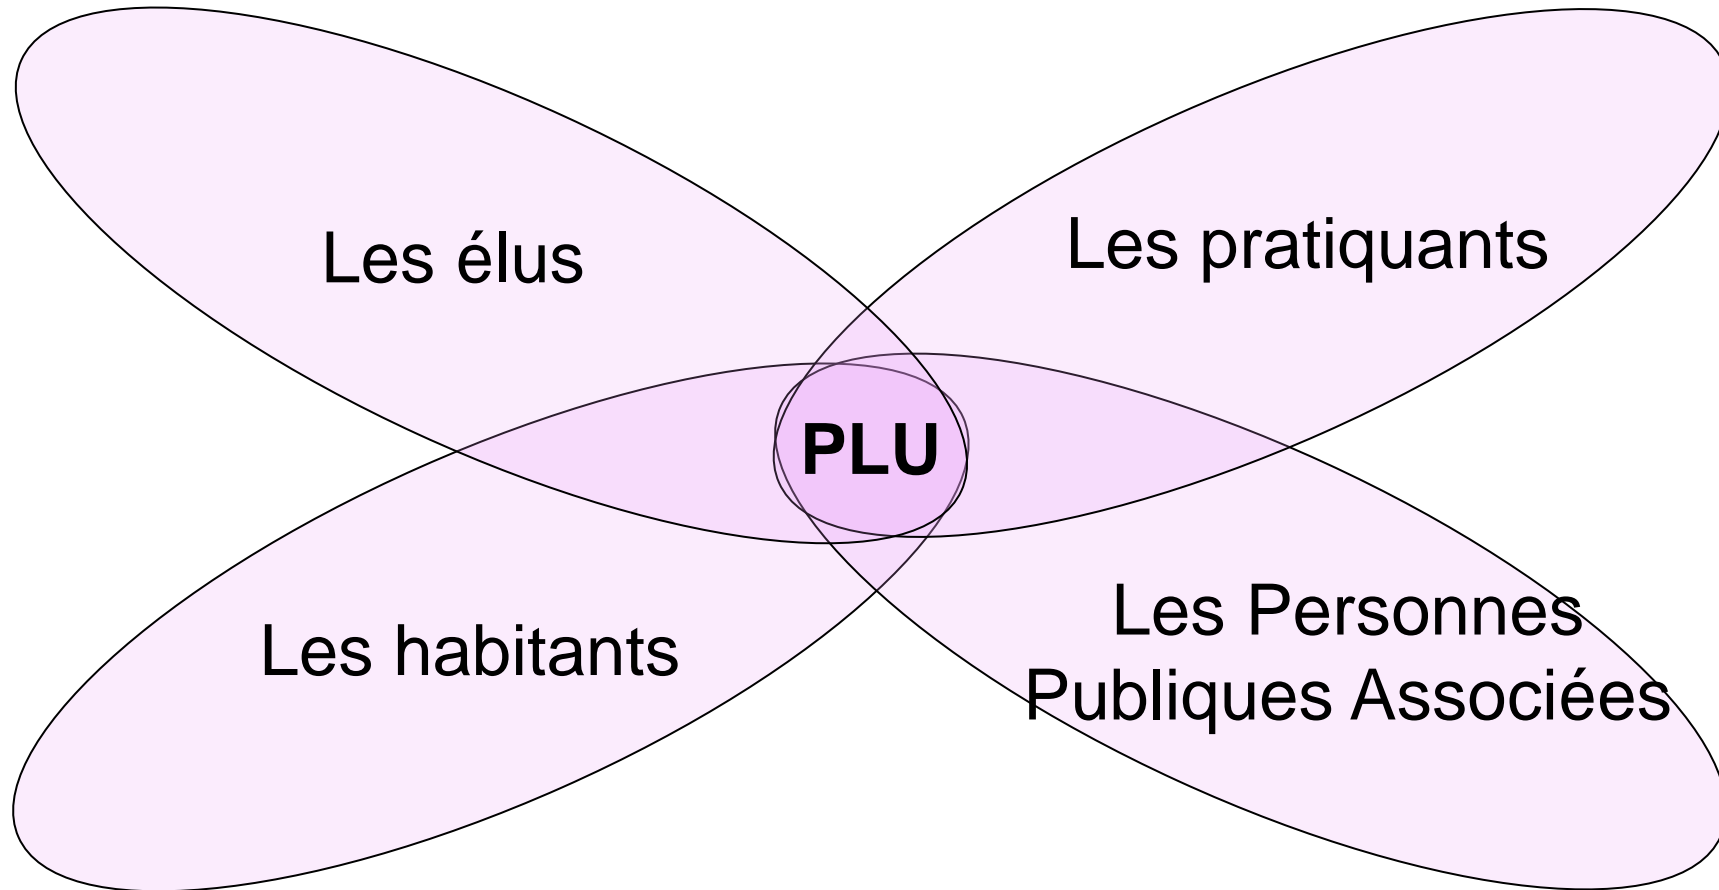 Les élus
Les pratiquants
PLU
Les habitants
Les Personnes
Publiques Associées